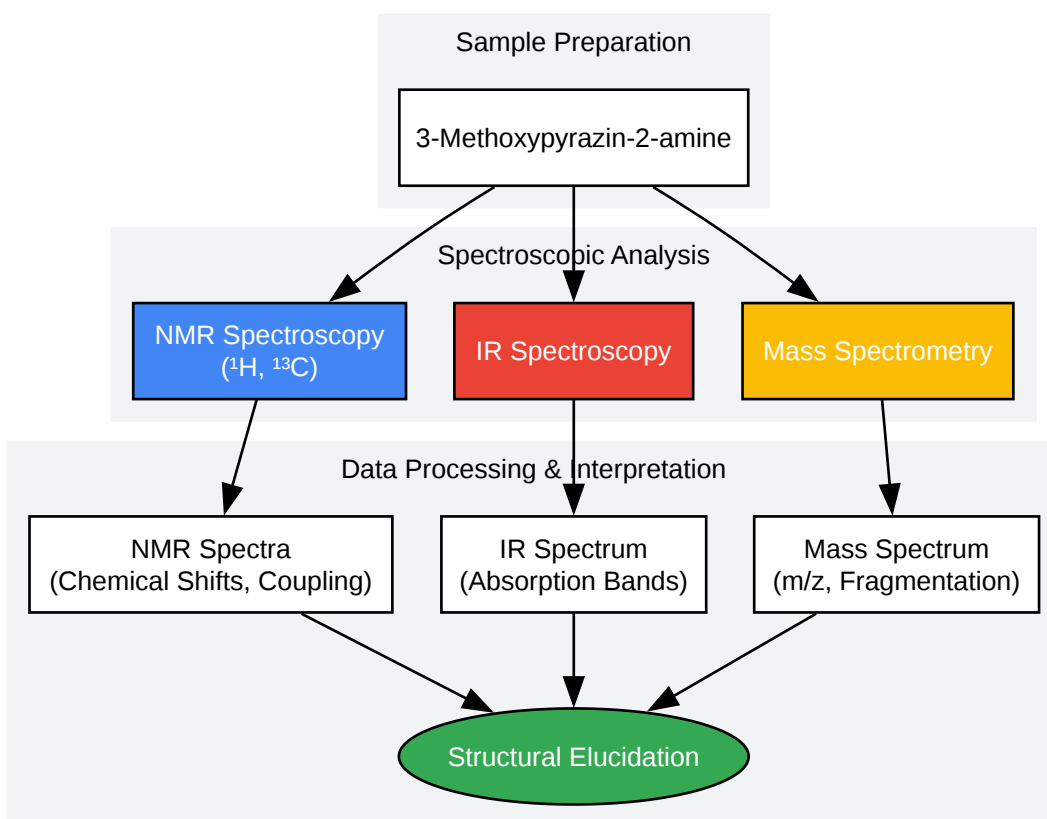 Sample Preparation
3-Methoxypyrazin-2-amine
Spectroscopic Analysis
NMR Spectroscopy
(¹H, ¹³C)
IR Spectroscopy
Mass Spectrometry
Data Processing & Interpretation
NMR Spectra
(Chemical Shifts, Coupling)
IR Spectrum
(Absorption Bands)
Mass Spectrum
(m/z, Fragmentation)
Structural Elucidation